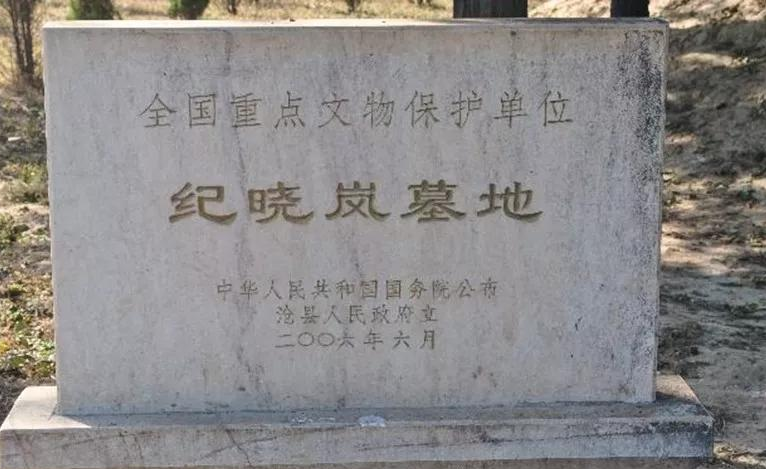 全国重点文物保护单位
纪晓岚墓地
中华人民共和国国务院公布
沧县人民政府立
二〇〇六年六月